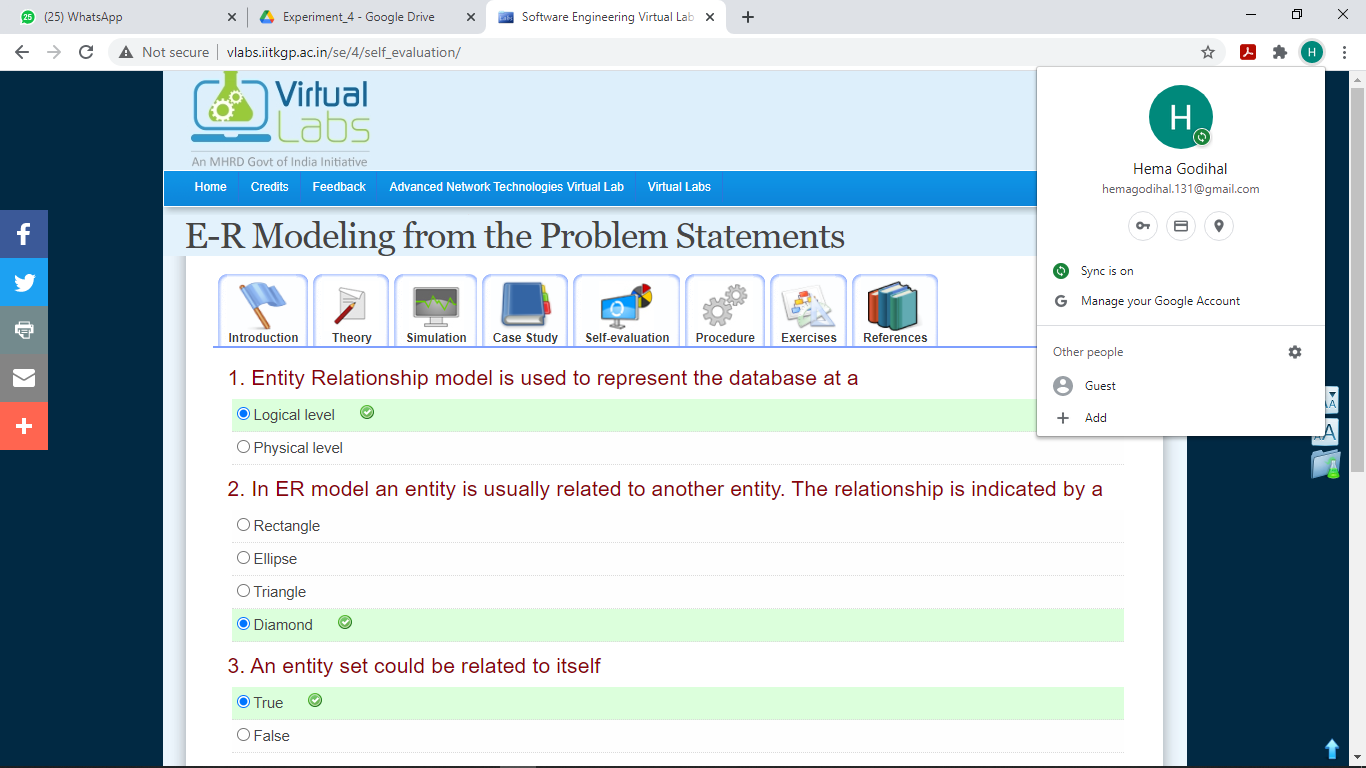 (25) WhatsApp
Experiment_4 - Google Drive
Software Engineering Virtual Lab
Not secure
vlabs.iitkgp.ac.in/se/4/self_evaluation/
H
Virtual
Labs
An MHRD Govt of India Initiative
Home
Credits
Feedback
Advanced Network Technologies Virtual Lab
Virtual Labs
H
Hema Godihal
hemagodihal.131@gmail.com
Sync is on
Manage your Google Account
Other people
Guest
Add
E-R Modeling from the Problem Statements
Introduction
Theory
Simulation
Case Study
Self-evaluation
Procedure
Exercises
References
1. Entity Relationship model is used to represent the database at a
Logical level
Physical level
2. In ER model an entity is usually related to another entity. The relationship is indicated by a
Rectangle
Ellipse
Triangle
Diamond
3. An entity set could be related to itself
True
False